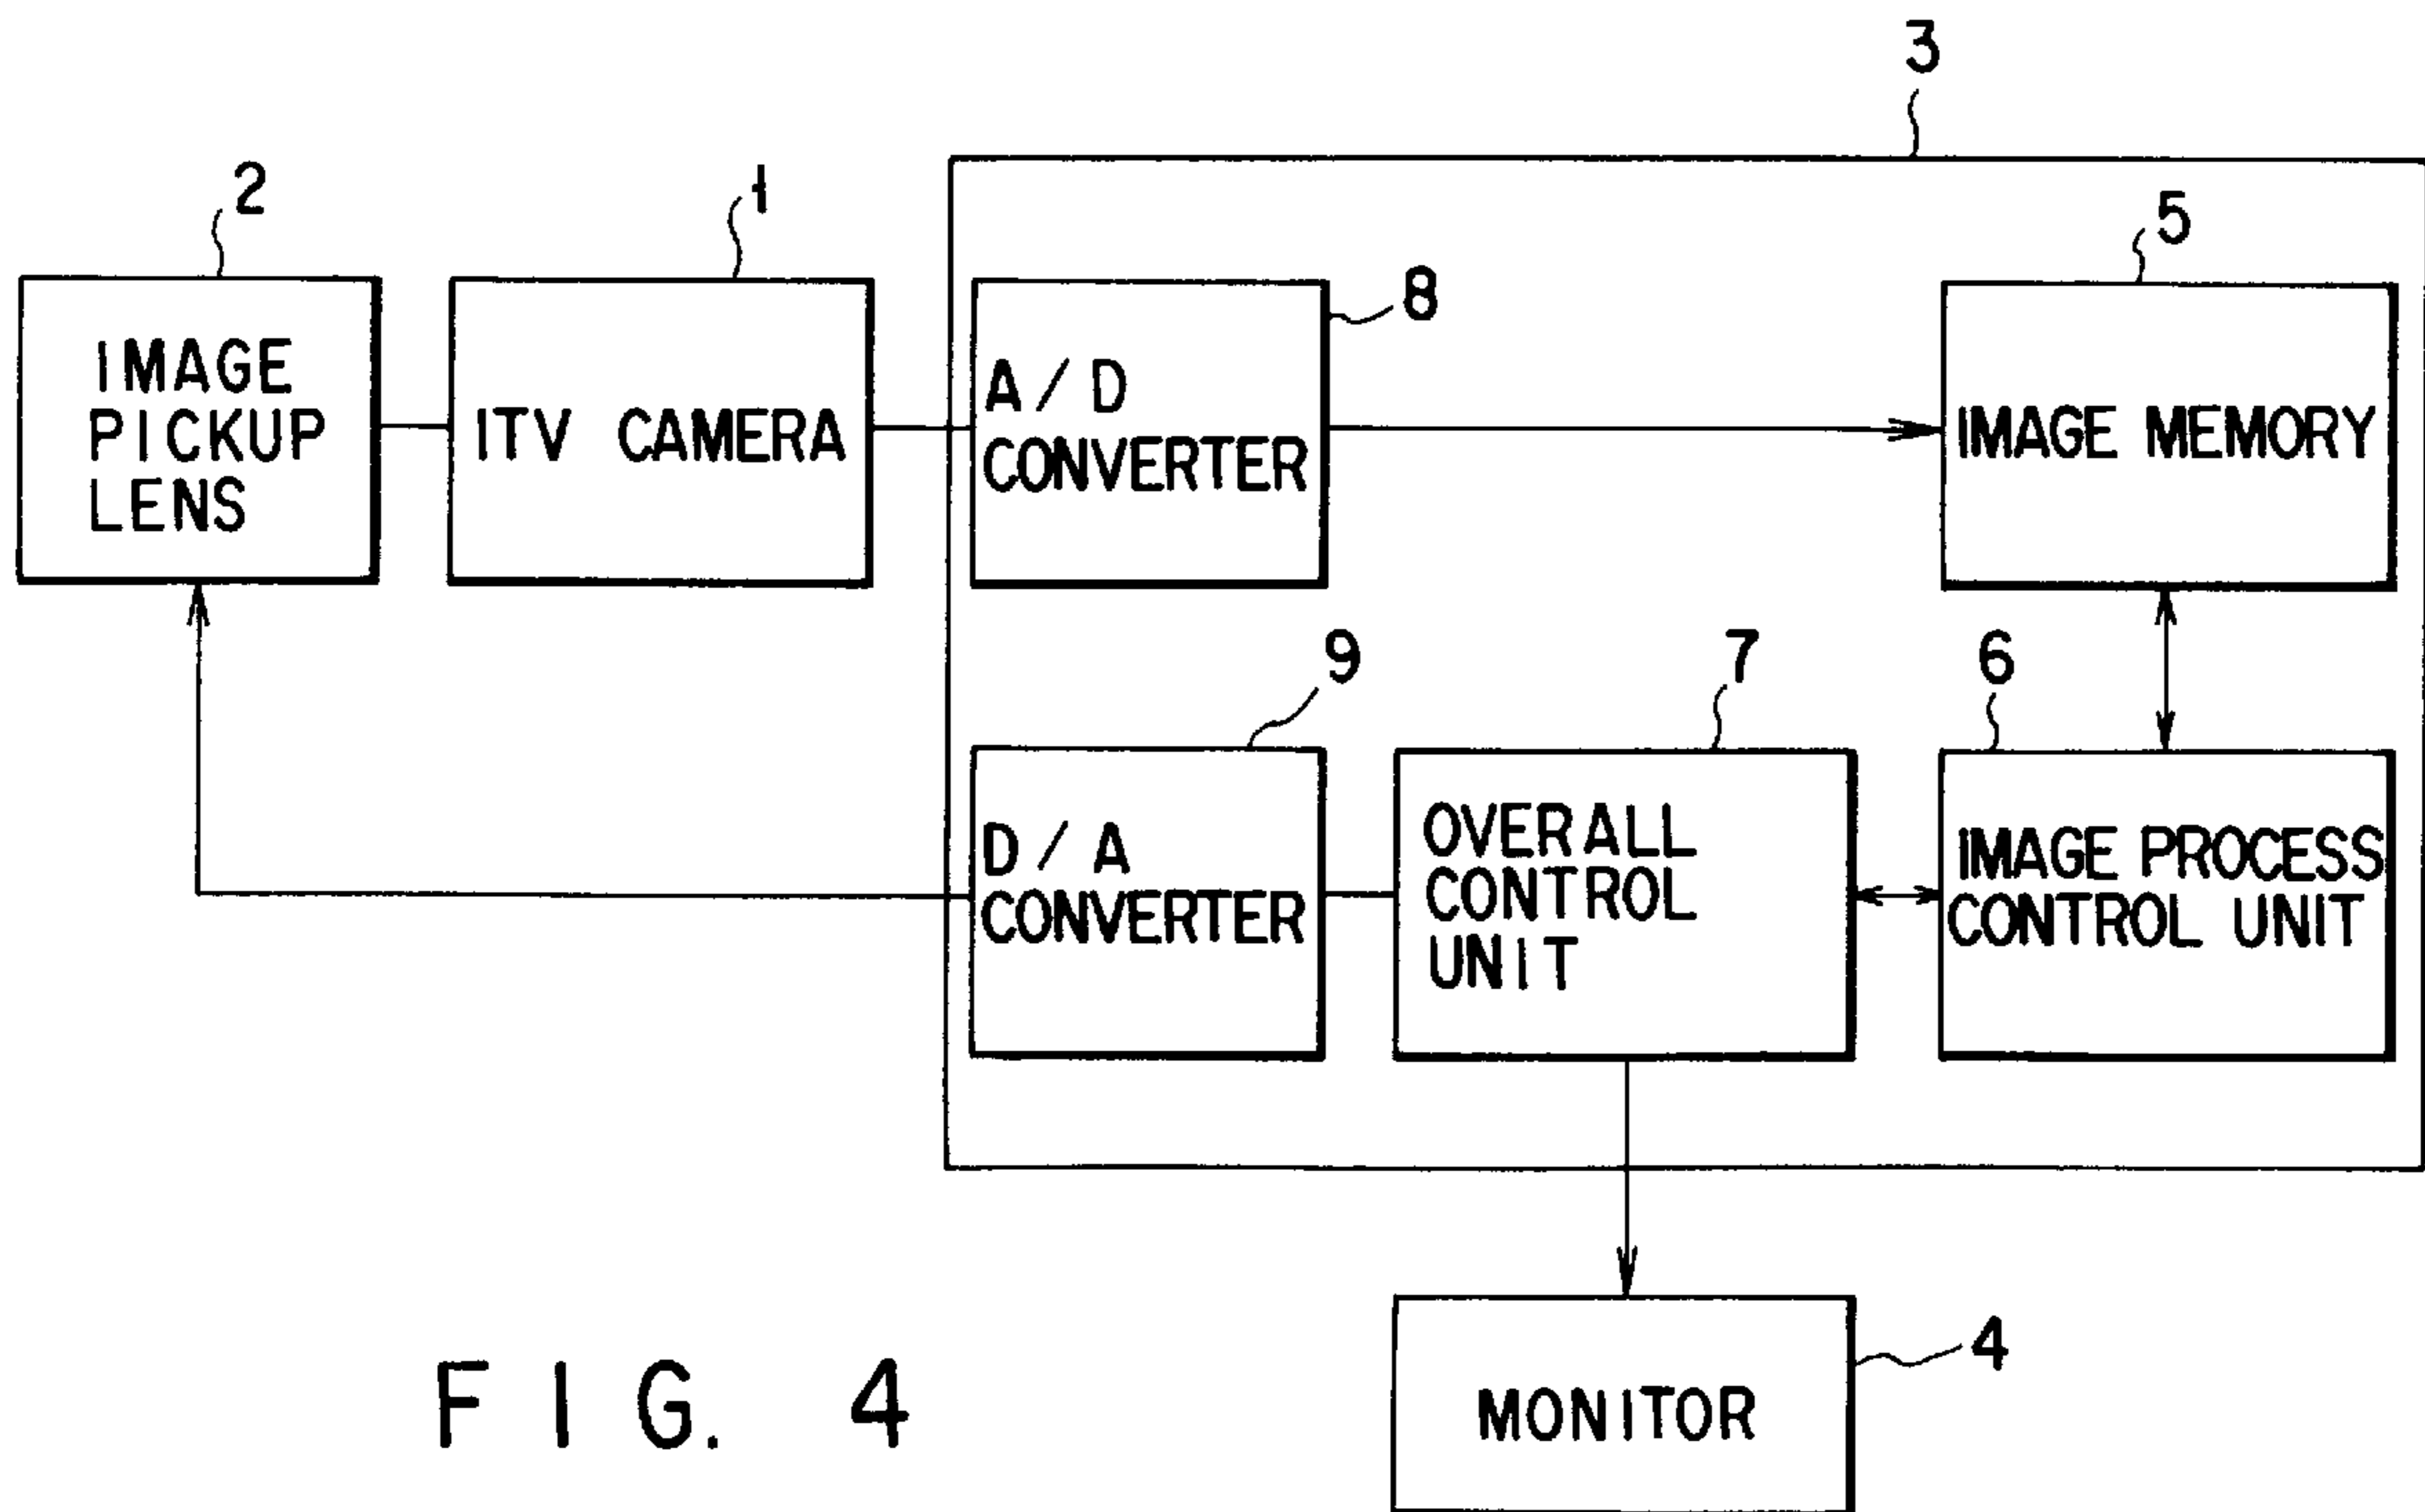 3
2
1
5
8
IMAGE
PICKUP
LENS
ITV CAMERA
A/D
CONVERTER
IMAGE MEMORY
9
7
6
D/A
CONVERTER
OVERALL
CONTROL
UNIT
IMAGE PROCESS
CONTROL UNIT
4
MONITOR
FIG. 4